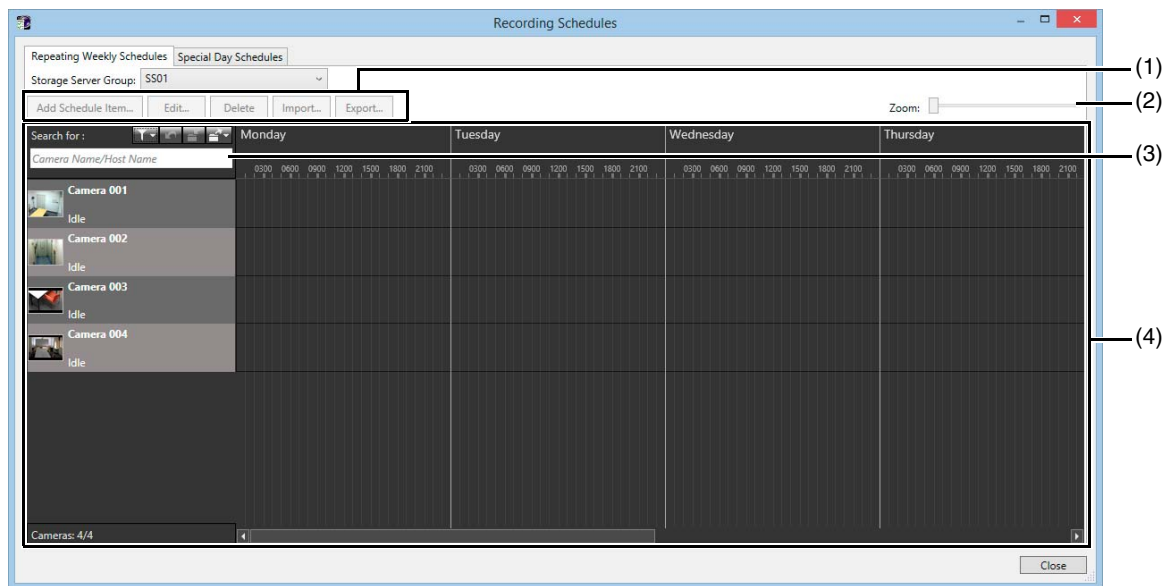 Recording Schedules
Repeating Weekly Schedules Special Day Schedules
Storage Server Group: SS01
(1)
Add Schedule Item... Edit... Delete Import... Export... Zoom:
(2)
Search for : Monday Tuesday Wednesday Thursday
Camera Name/Host Name
(3)
0300 0600 0900 1200 1500 1800 2100 0300 0600 0900 1200 1500 1800 2100 0300 0600 0900 1200 1500 1800 2100 0300 0600 0900 1200 1500 1800 2100
Camera 001
Idle
Camera 002
Idle
Camera 003
Idle
Camera 004
(4)
Idle
Cameras: 4/4
Close